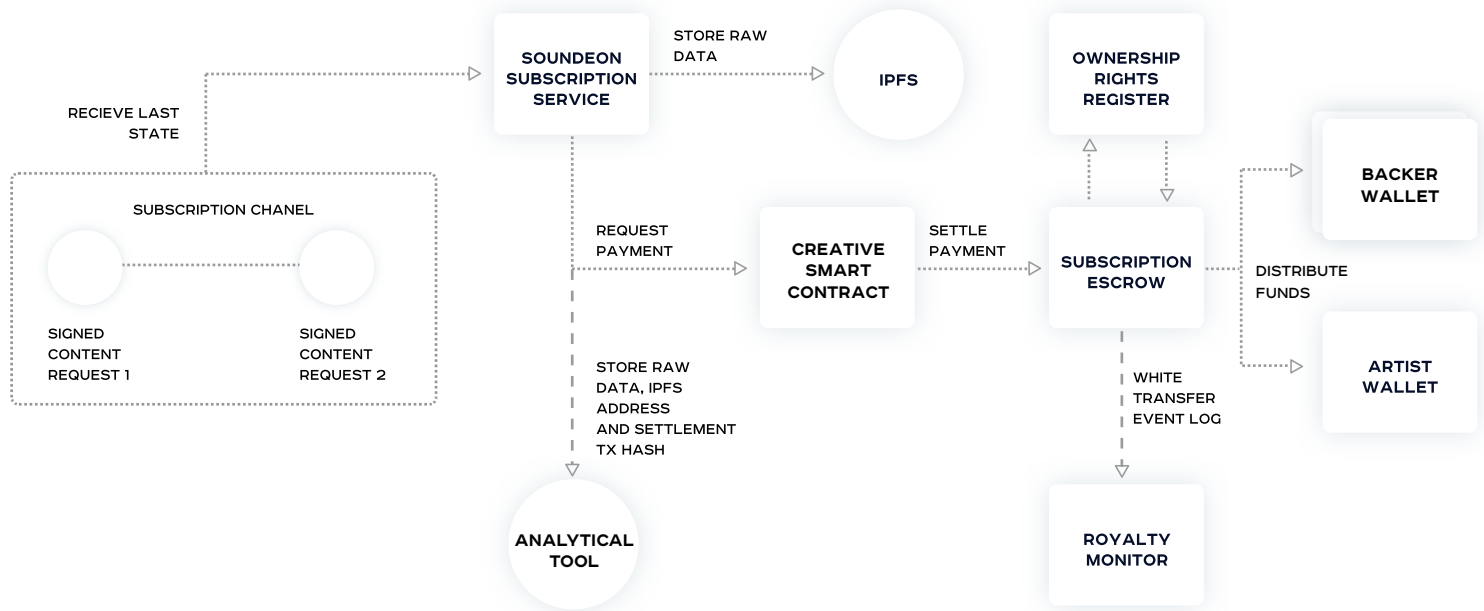 RECIEVE LAST
STATE
SUBSCRIPTION CHANEL
SIGNED
CONTENT
REQUEST 1
SIGNED
CONTENT
REQUEST 2
SOUNDEON
SUBSCRIPTION
SERVICE
STORE RAW
DATA
IPFS
REQUEST
PAYMENT
STORE RAW
DATA, IPFS
ADDRESS
AND SETTLEMENT
TX HASH
ANALYTICAL
TOOL
CREATIVE
SMART
CONTRACT
SETTLE
PAYMENT
OWNERSHIP
RIGHTS
REGISTER
SUBSCRIPTION
ESCROW
WHITE
TRANSFER
EVENT LOG
ROYALTY
MONITOR
DISTRIBUTE
FUNDS
BACKER
WALLET
ARTIST
WALLET